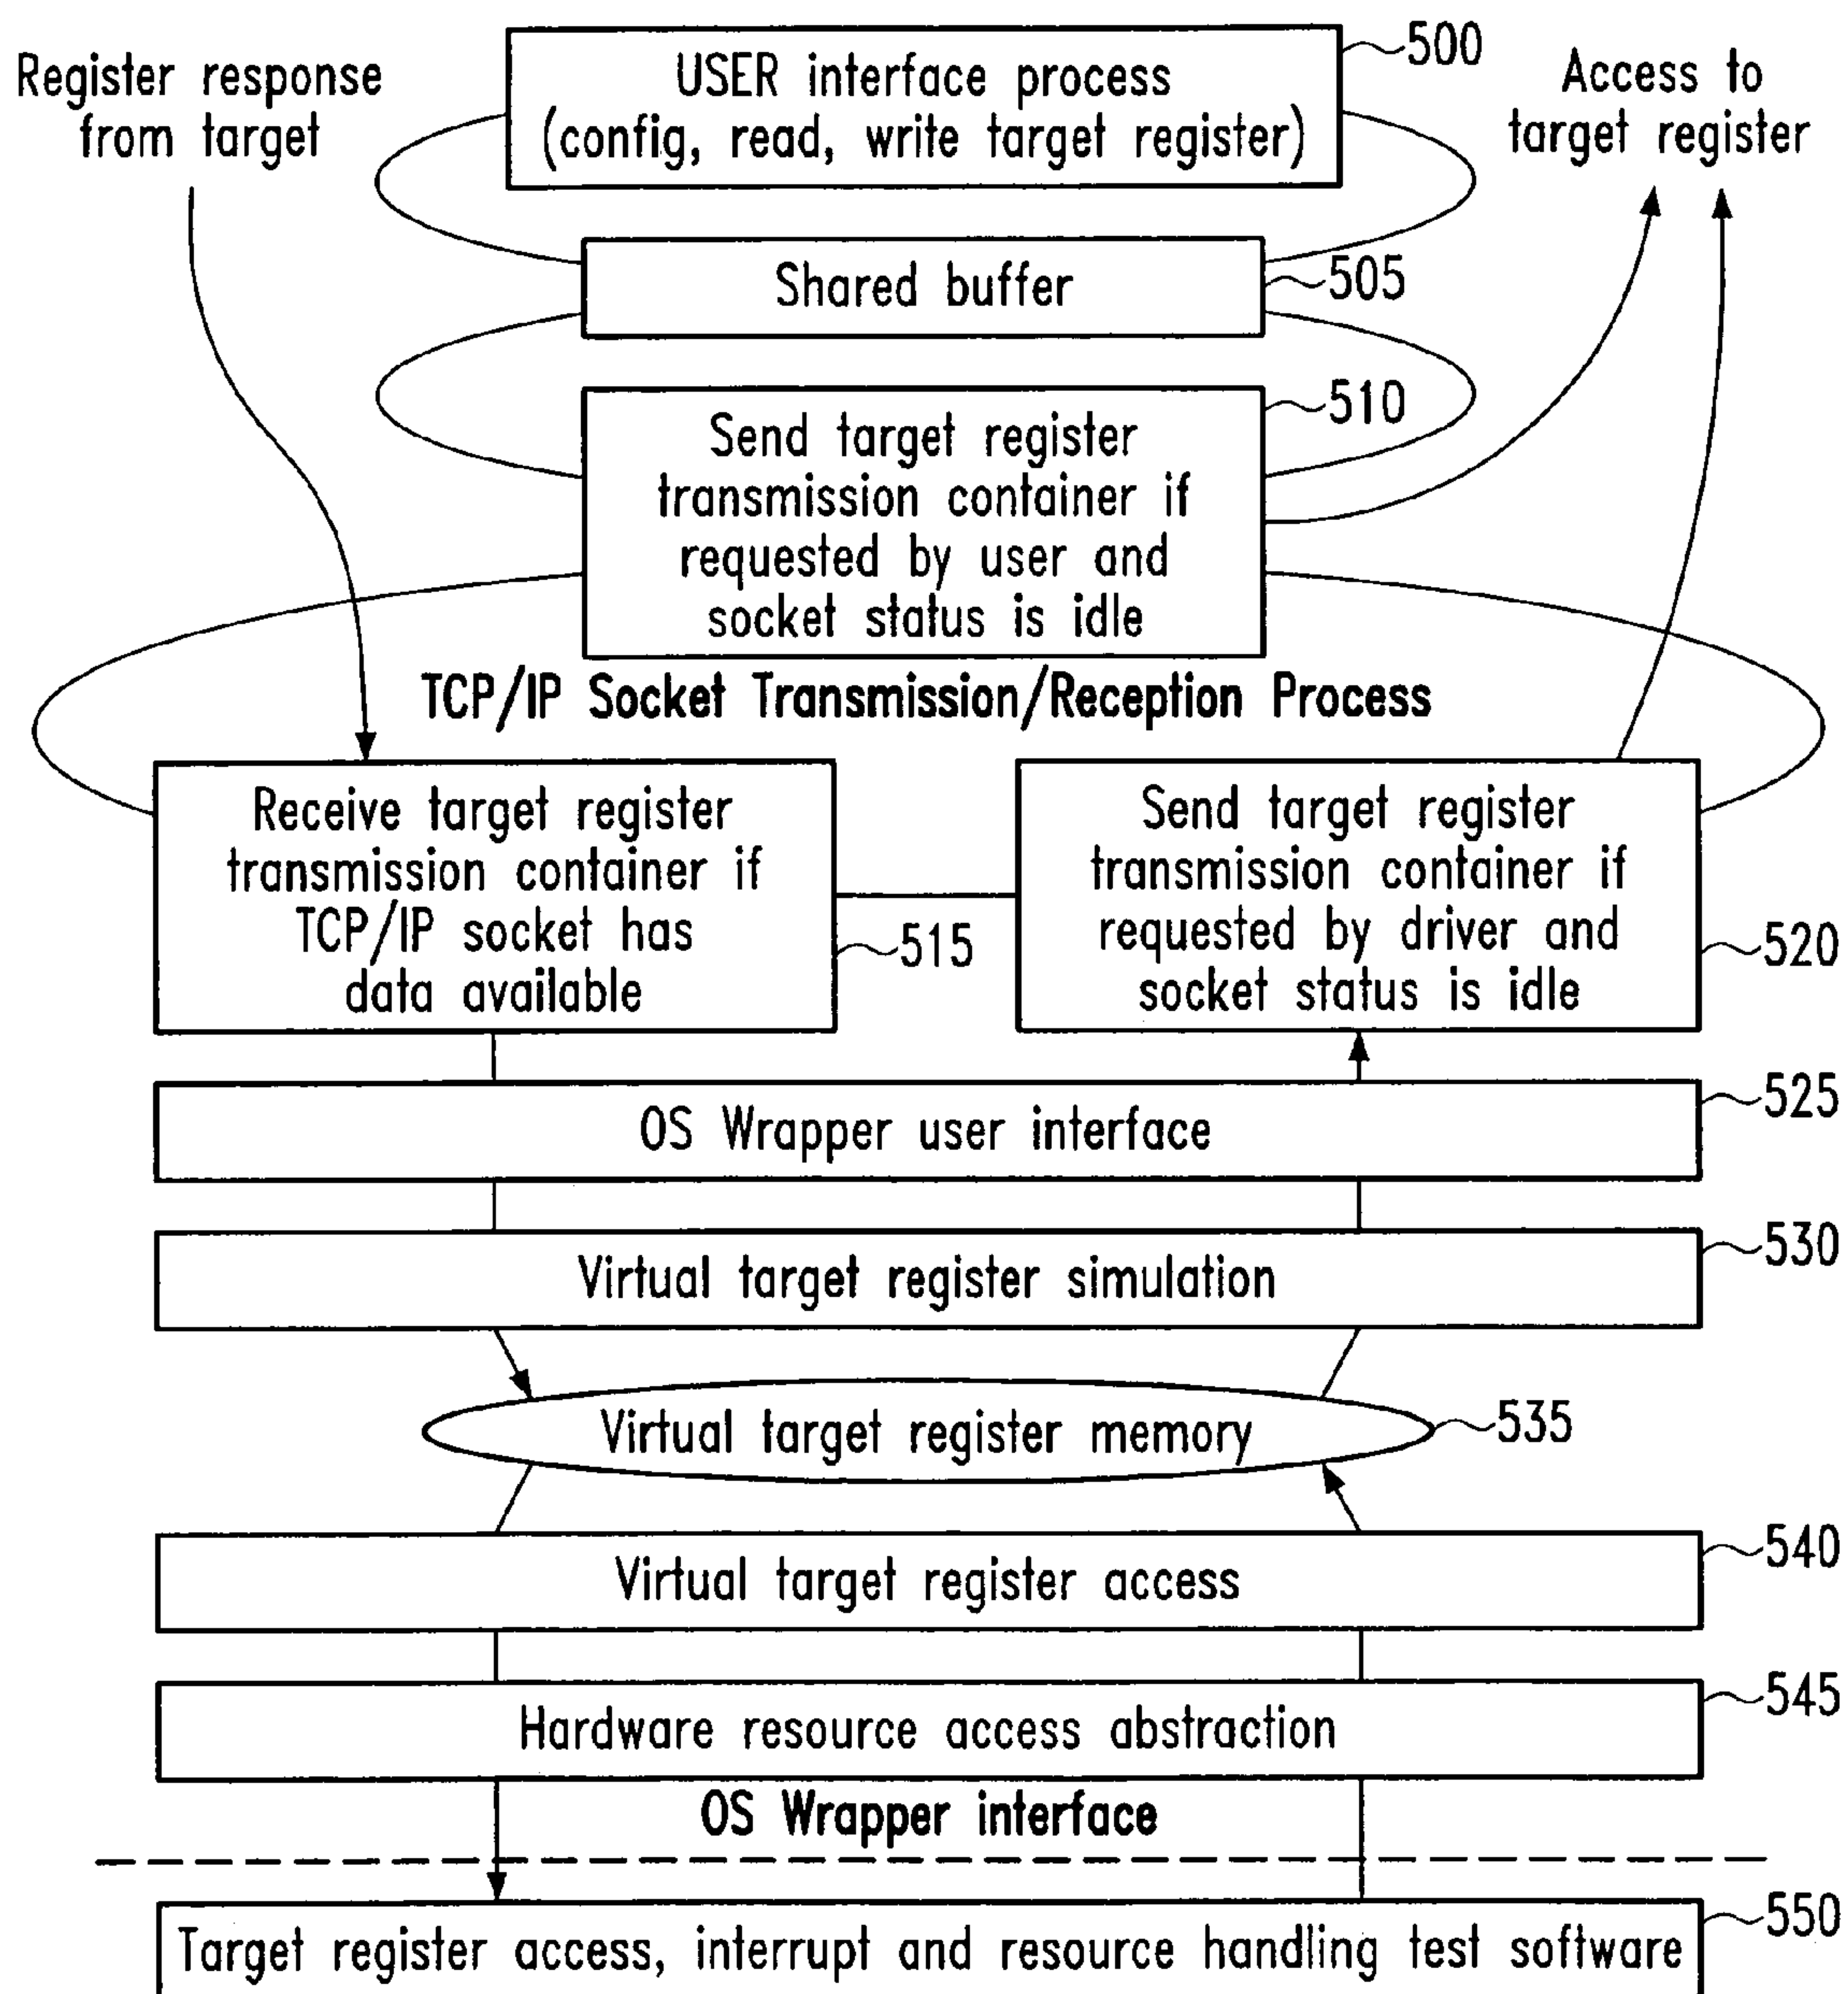 Register response
from target
USER interface process
(config, read, write target register)
500
Access to
target register
Shared buffer
505
Send target register
transmission container if
requested by user and
socket status is idle
510
TCP/IP Socket Transmission/Reception Process
Receive target register
transmission container if
TCP/IP socket has
data available
515
Send target register
transmission container if
requested by driver and
socket status is idle
520
OS Wrapper user interface
525
Virtual target register simulation
530
Virtual target register memory
535
Virtual target register access
540
Hardware resource access abstraction
545
OS Wrapper interface
Target register access, interrupt and resource handling test software
550